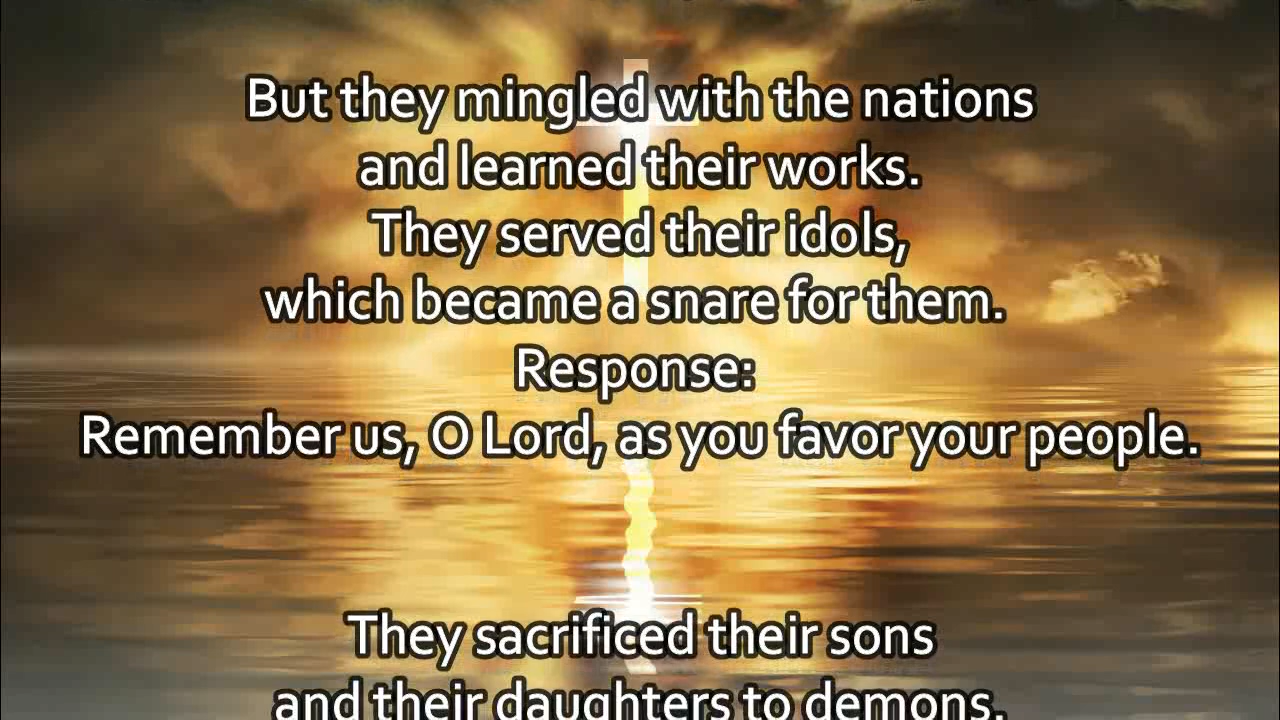 But they mingled with the nations
and learned their works.
They served their idols,
which became a snare for them.
Response:
Remember us, O Lord, as you favor your people.
They sacrificed their sons
and their daughters to demons.